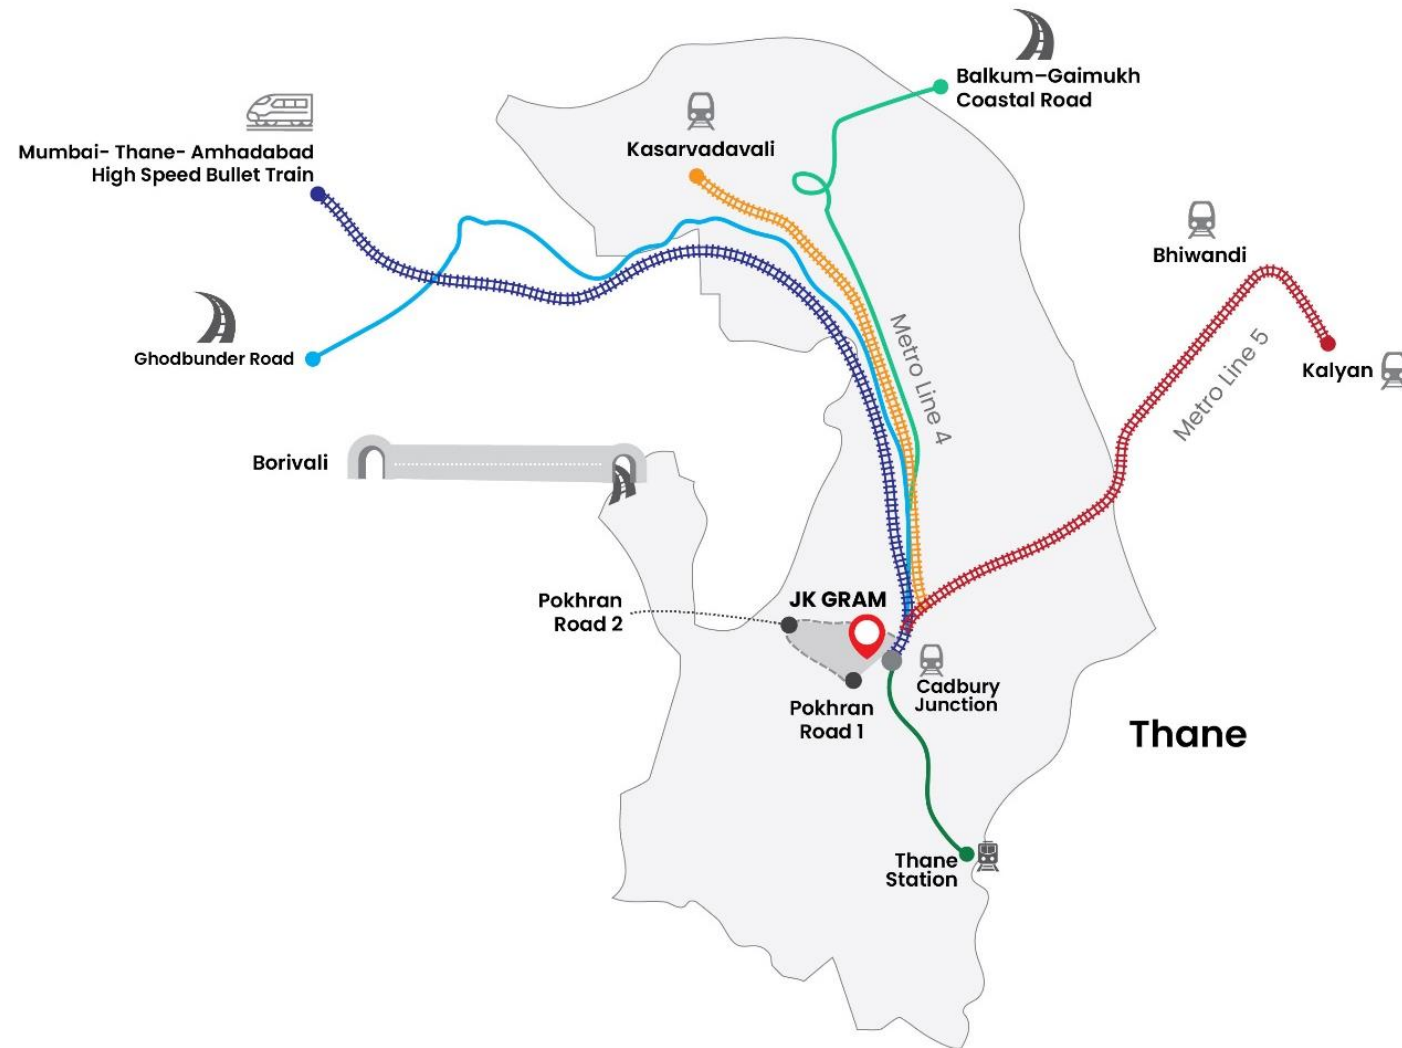 Balkum–Gaimukh
Coastal Road
Mumbai- Thane- Amhadabad
High Speed Bullet Train
Kasarvadavali
Bhiwandi
Ghodbunder Road
Metro Line 4
Metro Line 5
Kalyan
Borivali
Pokhran
Road 2
JK GRAM
Cadbury
Junction
Pokhran
Road 1
Thane
Thane
Station